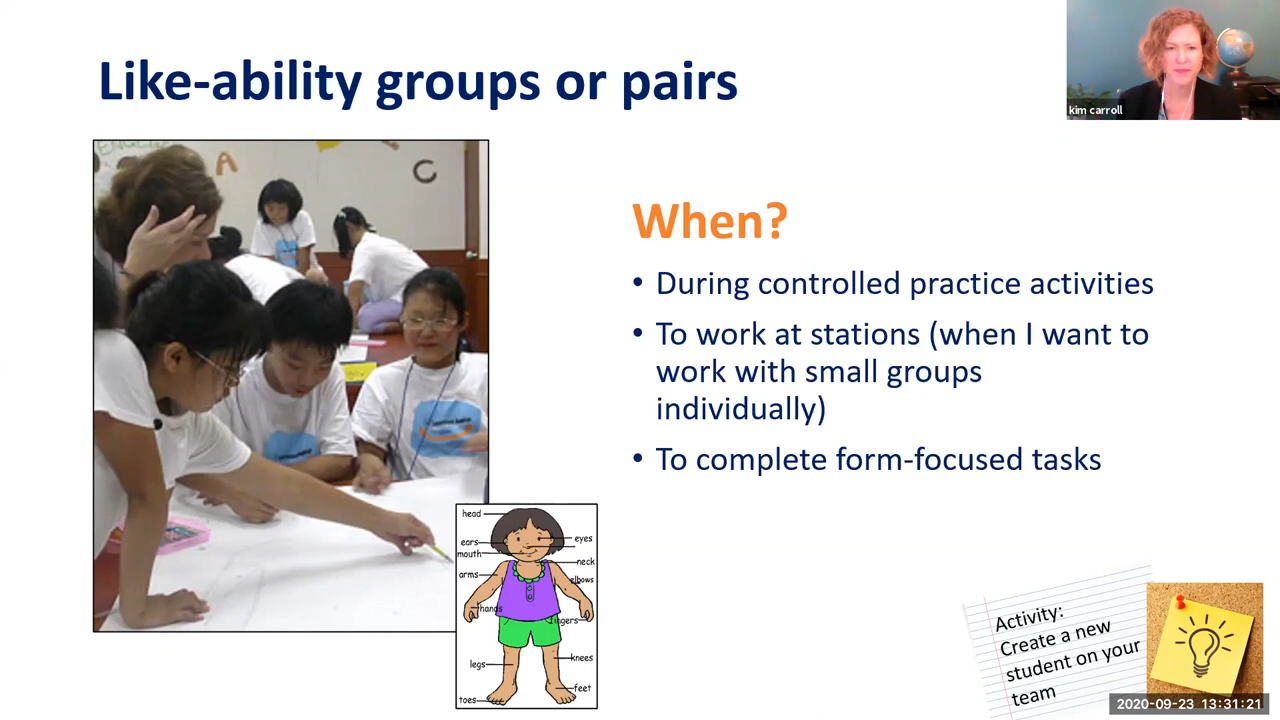 Like-ability groups or pairs
kim carroll
A
C
When?
• During controlled practice activities
• To work at stations (when I want to
work with small groups
individually)
• To complete form-focused tasks
head
eyes
ears
mouth
neck
arms
elbows
hands
fingers
legs
knees
feet
toes
Activity:
Create a new
student on your
team
2020-09-23 13:31:21